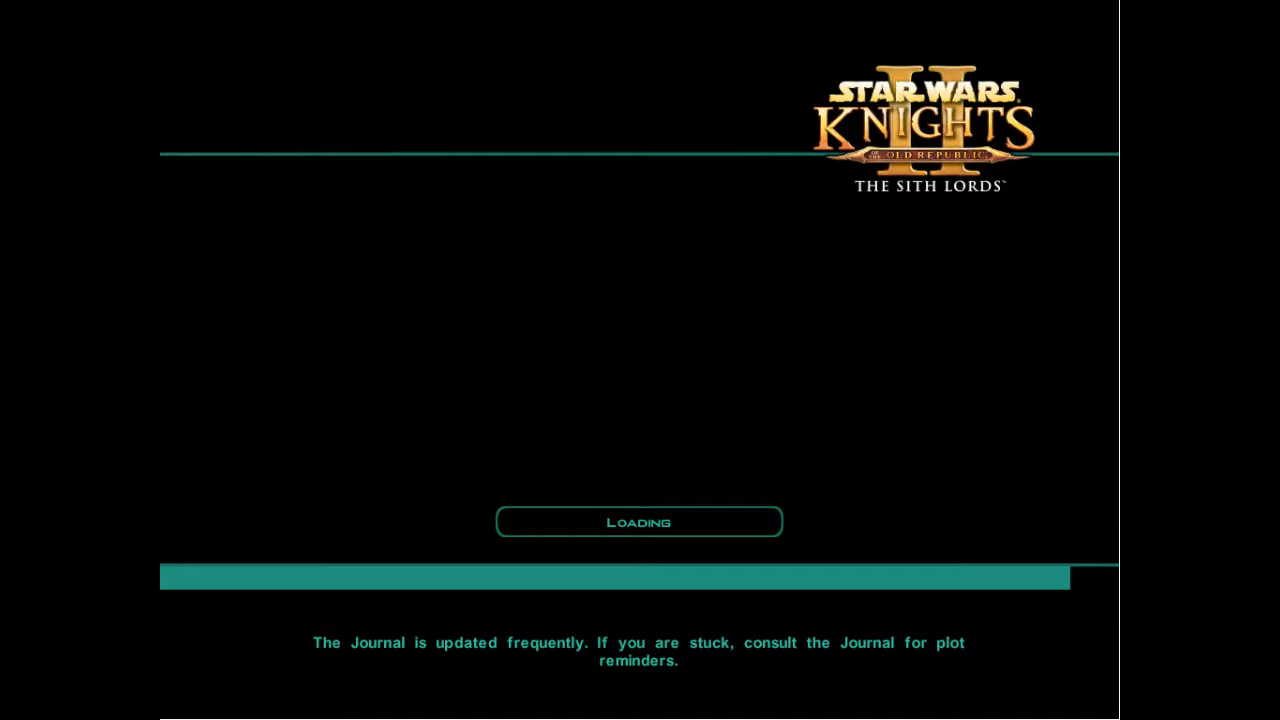 II
STAR WARS
KNIGHTS
OF THE OLD REPUBLIC
THE SITH LORDS™
LOADING
The Journal is updated frequently. If you are stuck, consult the Journal for plot
reminders.